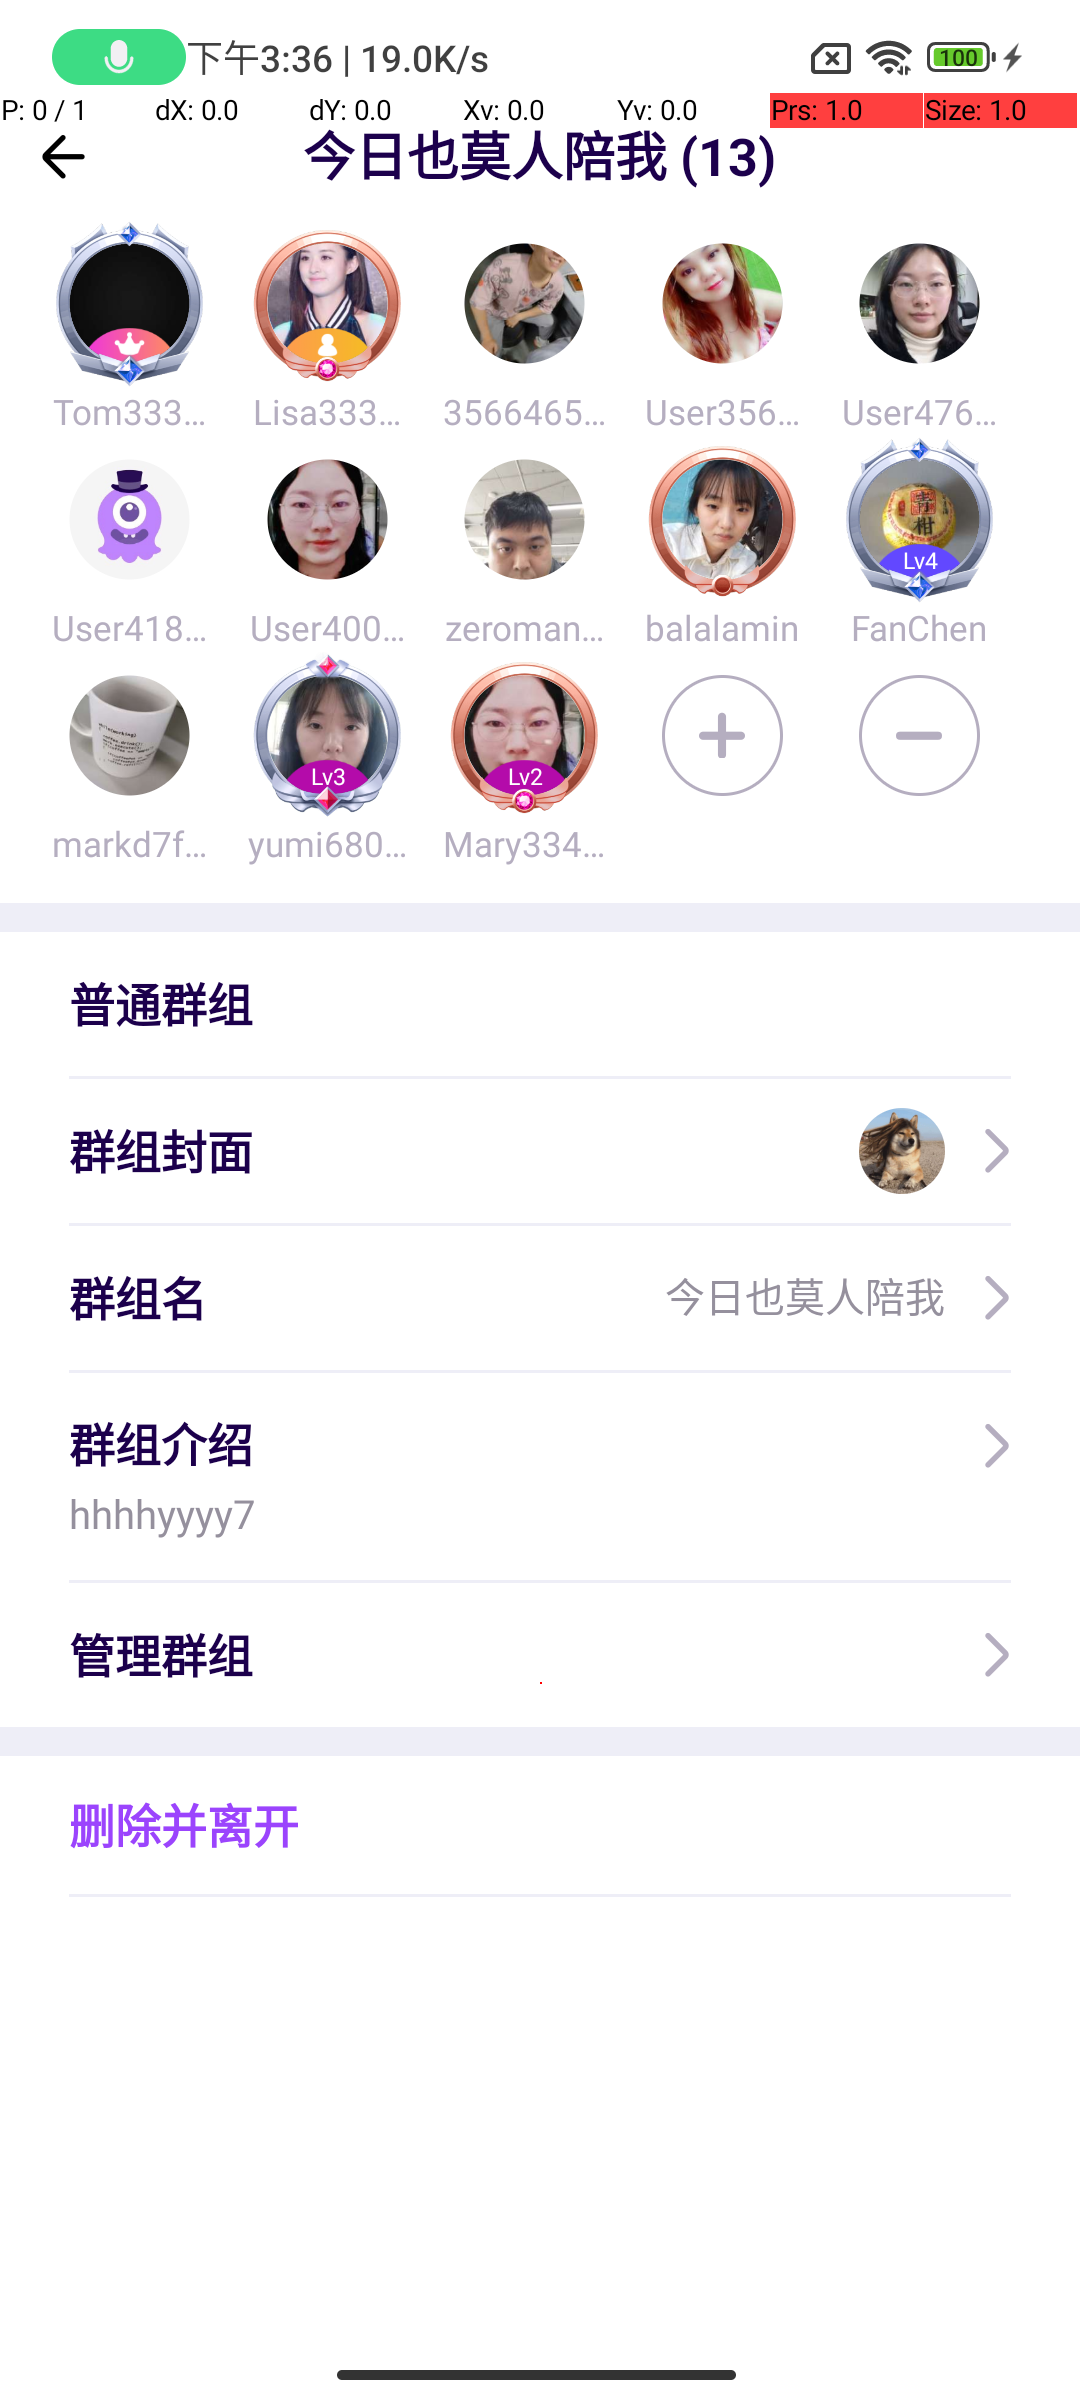 下午3:36 | 19.0K/s
100
P: 0 / 1 dX: 0.0 dY: 0.0 Xv: 0.0 Yv: 0.0 Prs: 1.0 Size: 1.0
今日也莫人陪我 (13)
Tom333... Lisa333... 3566465... User356... User476...
青柑
Lv4
User418... User400... zeroman... balalamin FanChen
Lv3 Lv2
markd7f... yumi680... Mary334...
普通群组
群组封面
群组名 今日也莫人陪我
群组介绍
hhhhyyyy7
管理群组
删除并离开